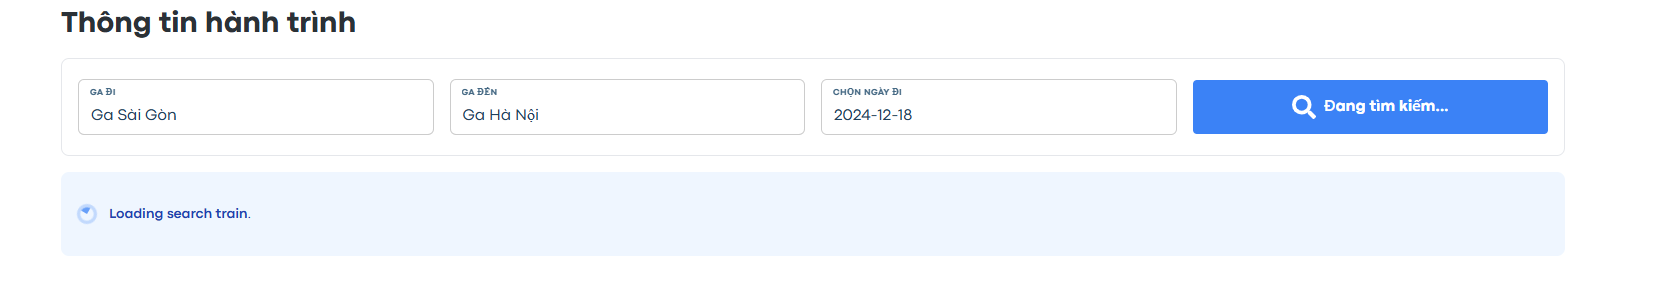 Thông tin hành trình
GA ĐI
Ga Sài Gòn
GA ĐẾN
Ga Hà Nội
CHỌN NGÀY ĐI
2024-12-18
Đang tìm kiếm...
Loading search train.